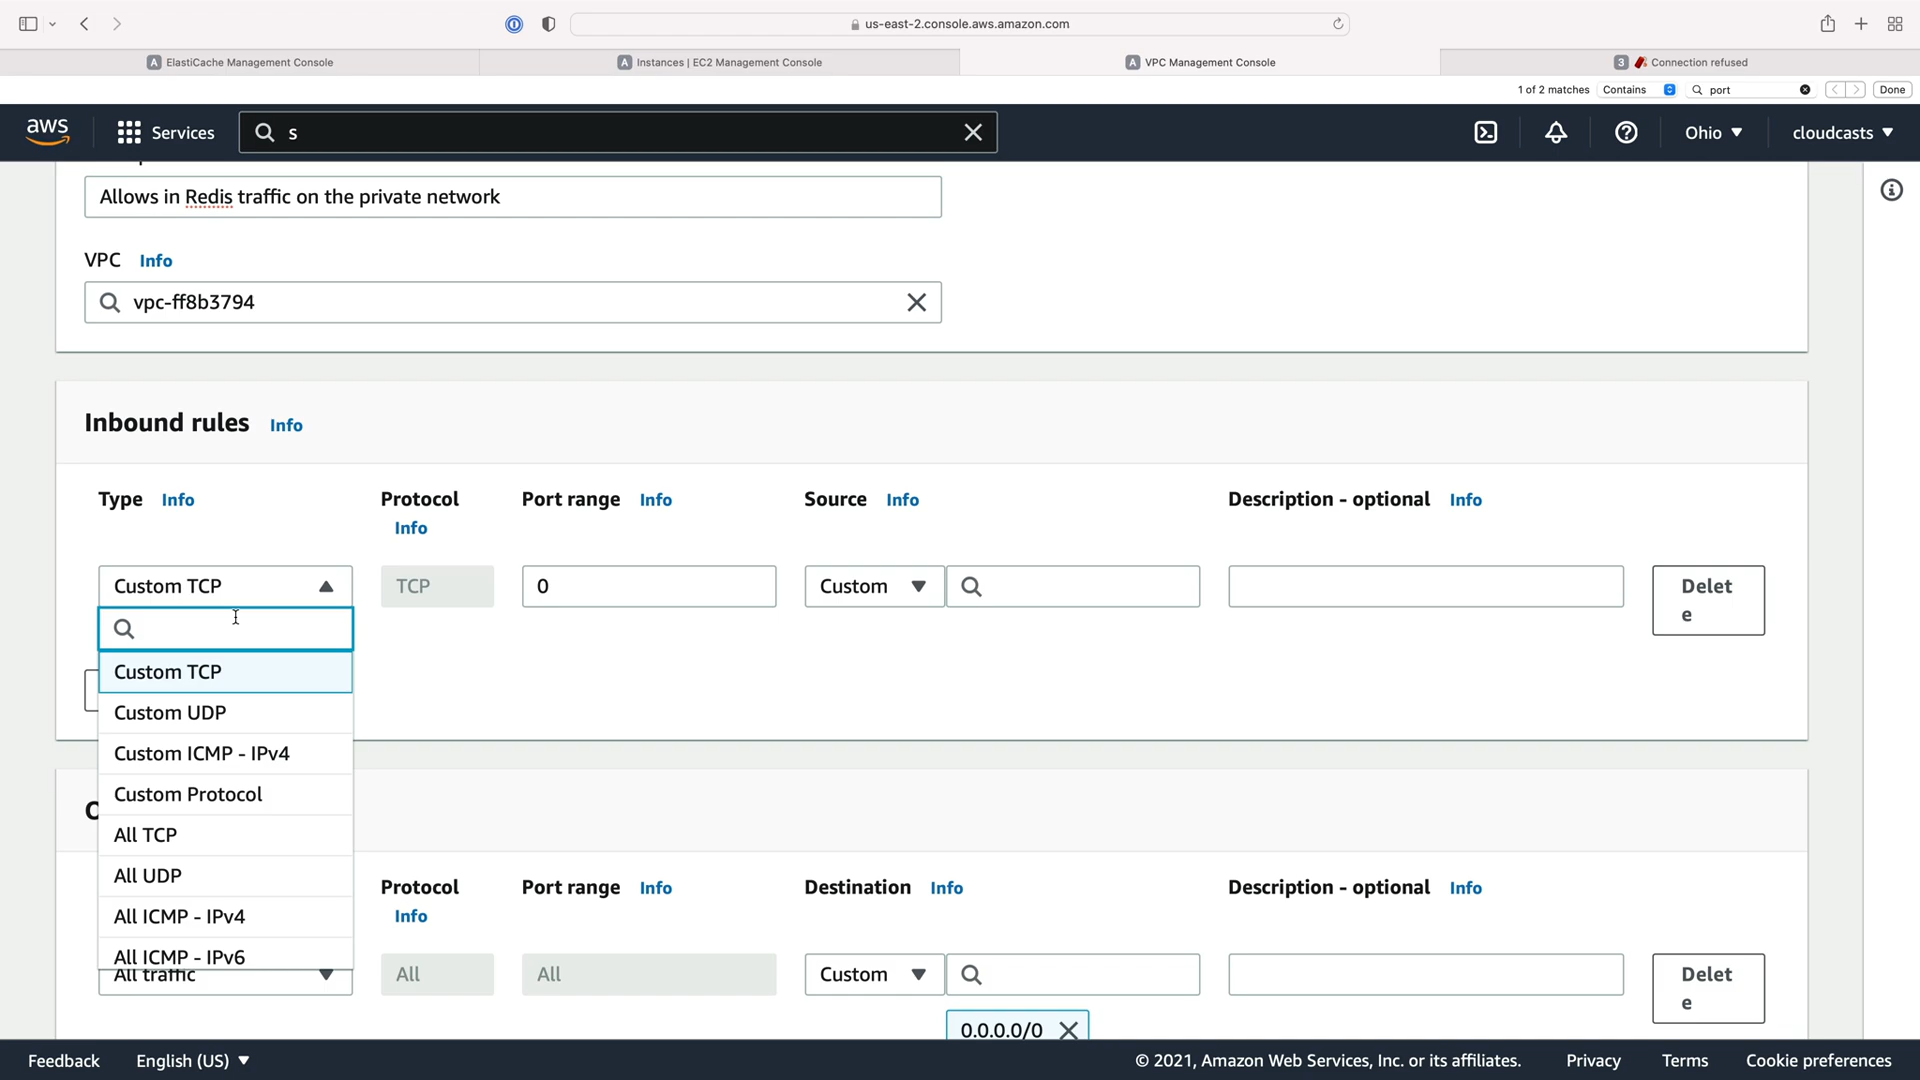 us-east-2.console.aws.amazon.com
ElastiCache Management Console
Instances | EC2 Management Console
VPC Management Console
3 Connection refused
1 of 2 matches Contains port Done
aws Services s Ohio cloudcasts
Allows in Redis traffic on the private network
VPC Info
vpc-ff8b3794
Inbound rules Info
Type Info Protocol Info Port range Info Source Info Description - optional Info
Custom TCP TCP 0 Custom Delet
e
Custom TCP
Custom UDP
Custom ICMP - IPv4
Custom Protocol
All TCP
All UDP
All ICMP - IPv4
All ICMP - IPv6
Protocol Info Port range Info Destination Info Description - optional Info
All traffic All All Custom Delet
e
0.0.0.0/0
Feedback English (US) © 2021, Amazon Web Services, Inc. or its affiliates. Privacy Terms Cookie preferences